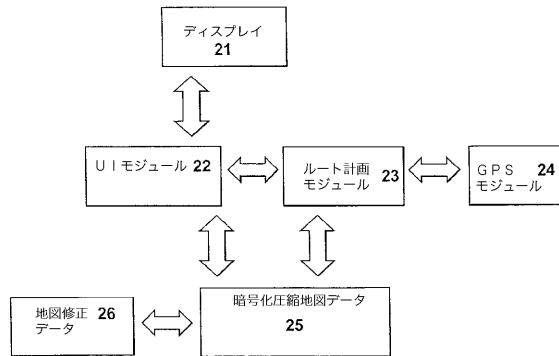 ディスプレイ
21
UIモジュール 22
ルート計画
モジュール 23
GPS 24
モジュール
暗号化圧縮地図データ
25
地図修正 26
データ